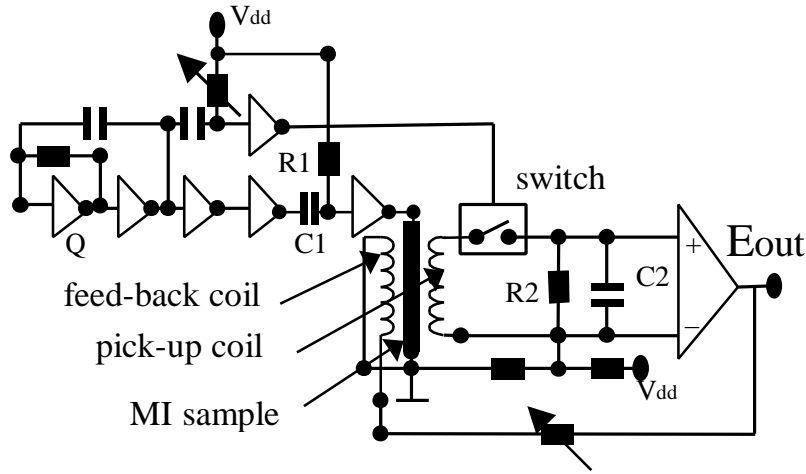 Vdd
R1
switch
Q
C1
Eout
+
feed-back coil
R2
C2
pick-up coil
−
Vdd
MI sample